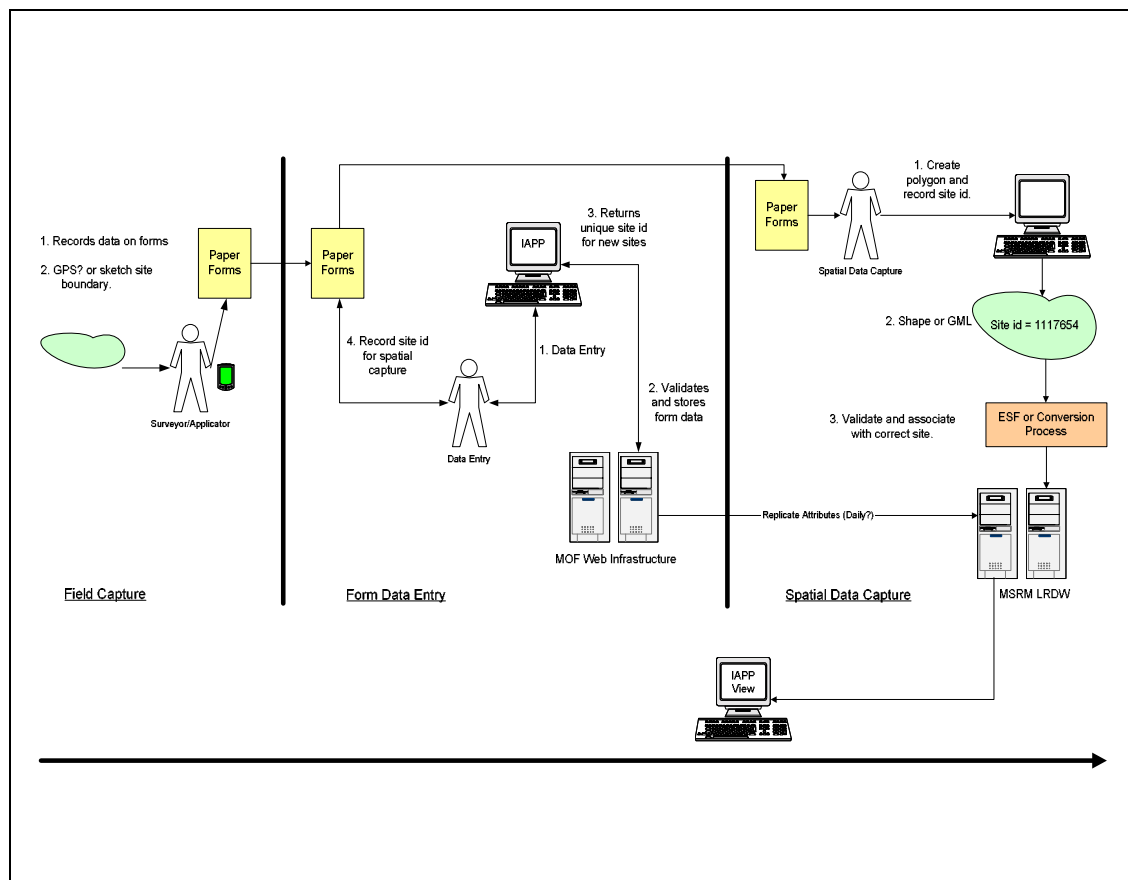 1. Records data on forms
2. GPS? or sketch site
boundary.
Paper
Forms
Surveyor/Applicator
Field Capture
Paper
Forms
IAPP
3. Returns
unique site id
for new sites
4. Record site id
for spatial
capture
1. Data Entry
Data Entry
2. Validates
and stores
form data
MOF Web Infrastructure
Form Data Entry
Paper
Forms
Spatial Data Capture
1. Create
polygon and
record site id.
2. Shape or GML
Site id = 1117654
3. Validate and associate
with correct site.
ESF or Conversion
Process
Replicate Attributes (Daily?)
MSRM LRDW
Spatial Data Capture
IAPP
View